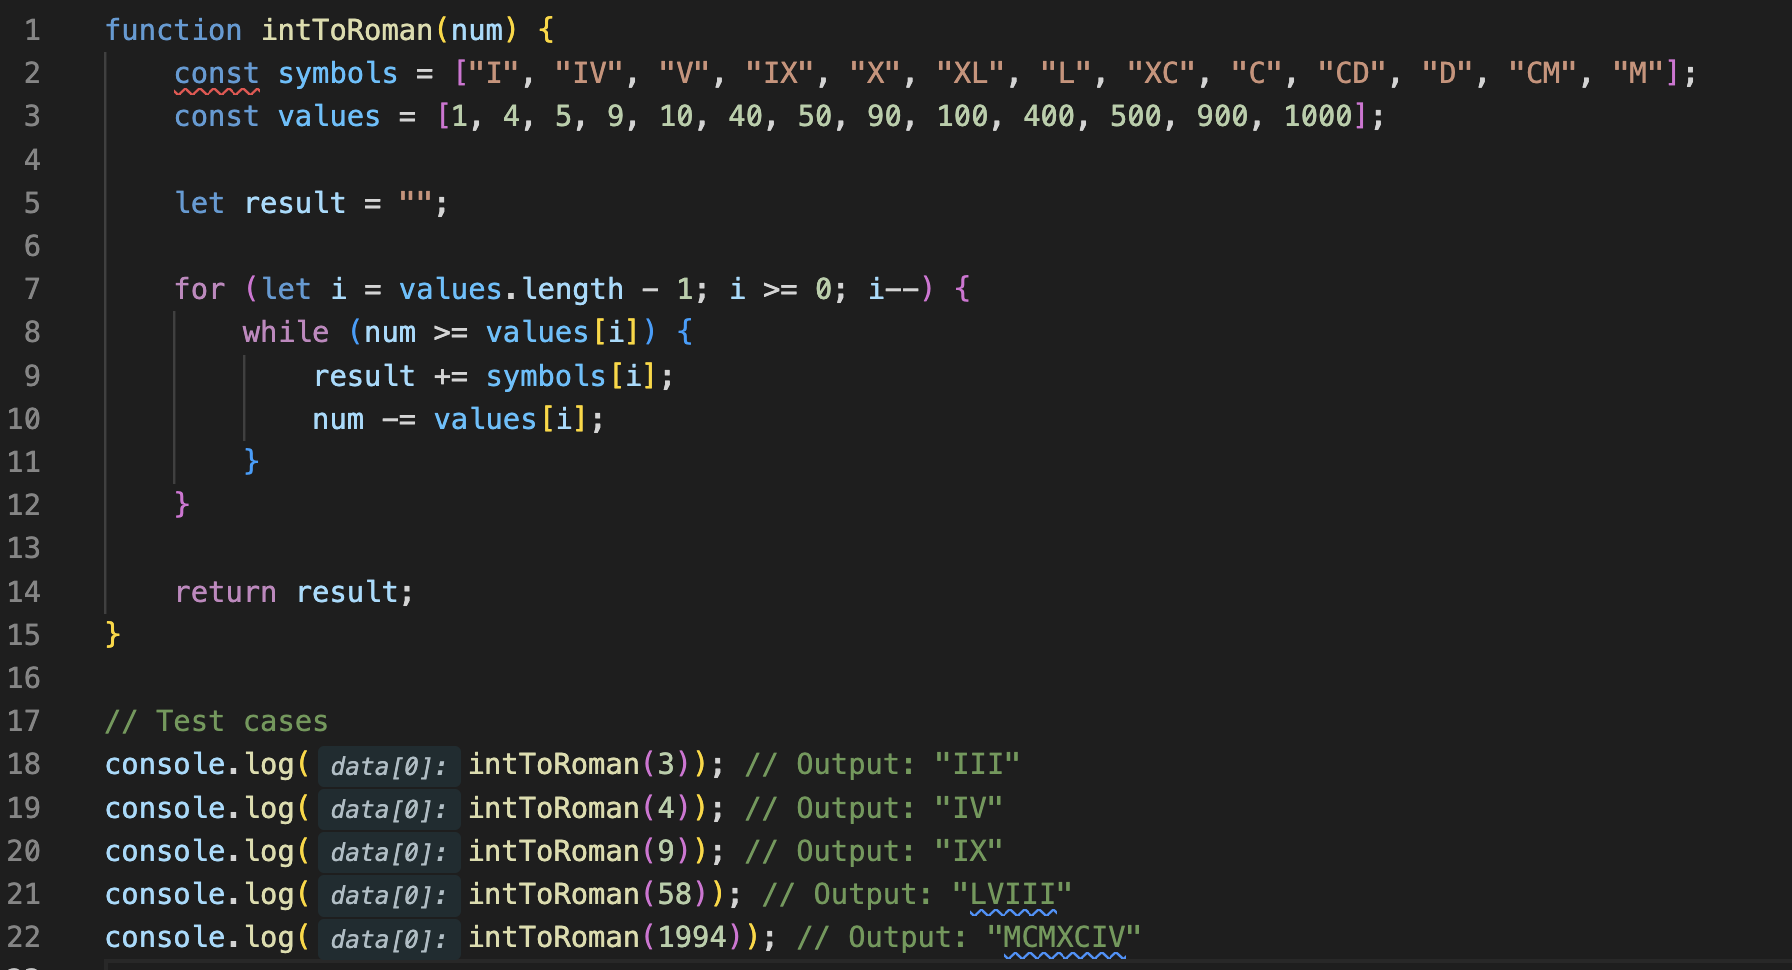 1 function intToRoman(num) {
2     const symbols = ["I", "IV", "V", "IX", "X", "XL", "L", "XC", "C", "CD", "D", "CM", "M"];
3     const values = [1, 4, 5, 9, 10, 40, 50, 90, 100, 400, 500, 900, 1000];
4
5     let result = "";
6
7     for (let i = values.length - 1; i >= 0; i--) {
8         while (num >= values[i]) {
9             result += symbols[i];
10             num -= values[i];
11         }
12     }
13
14     return result;
15 }
16
17 // Test cases
18 console.log( data[0]: intToRoman(3)); // Output: "III"
19 console.log( data[0]: intToRoman(4)); // Output: "IV"
20 console.log( data[0]: intToRoman(9)); // Output: "IX"
21 console.log( data[0]: intToRoman(58)); // Output: "LVIII"
22 console.log( data[0]: intToRoman(1994)); // Output: "MCMXCIV"